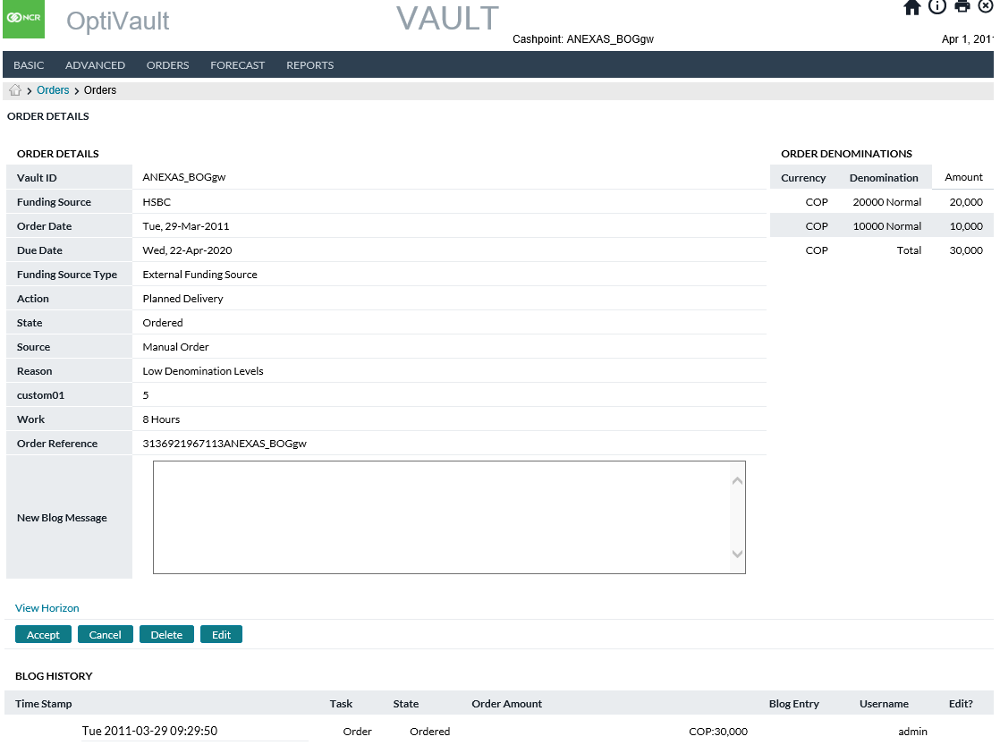 NCR
OptiVault
VAULT
Cashpoint: ANEXAS_BOGgw
Apr 1, 201
BASIC ADVANCED ORDERS FORECAST REPORTS
Orders > Orders
ORDER DETAILS
ORDER DETAILS
Vault ID ANEXAS_BOGgw
Funding Source HSBC
Order Date Tue, 29-Mar-2011
Due Date Wed, 22-Apr-2020
Funding Source Type External Funding Source
Action Planned Delivery
State Ordered
Source Manual Order
Reason Low Denomination Levels
custom01 5
Work 8 Hours
Order Reference 3136921967113ANEXAS_BOGgw
New Blog Message
ORDER DENOMINATIONS
Currency Denomination Amount
COP 20000 Normal 20,000
COP 10000 Normal 10,000
COP Total 30,000
View Horizon
Accept Cancel Delete Edit
BLOG HISTORY
Time Stamp Task State Order Amount Blog Entry Username Edit?
Tue 2011-03-29 09:29:50 Order Ordered COP:30,000 admin